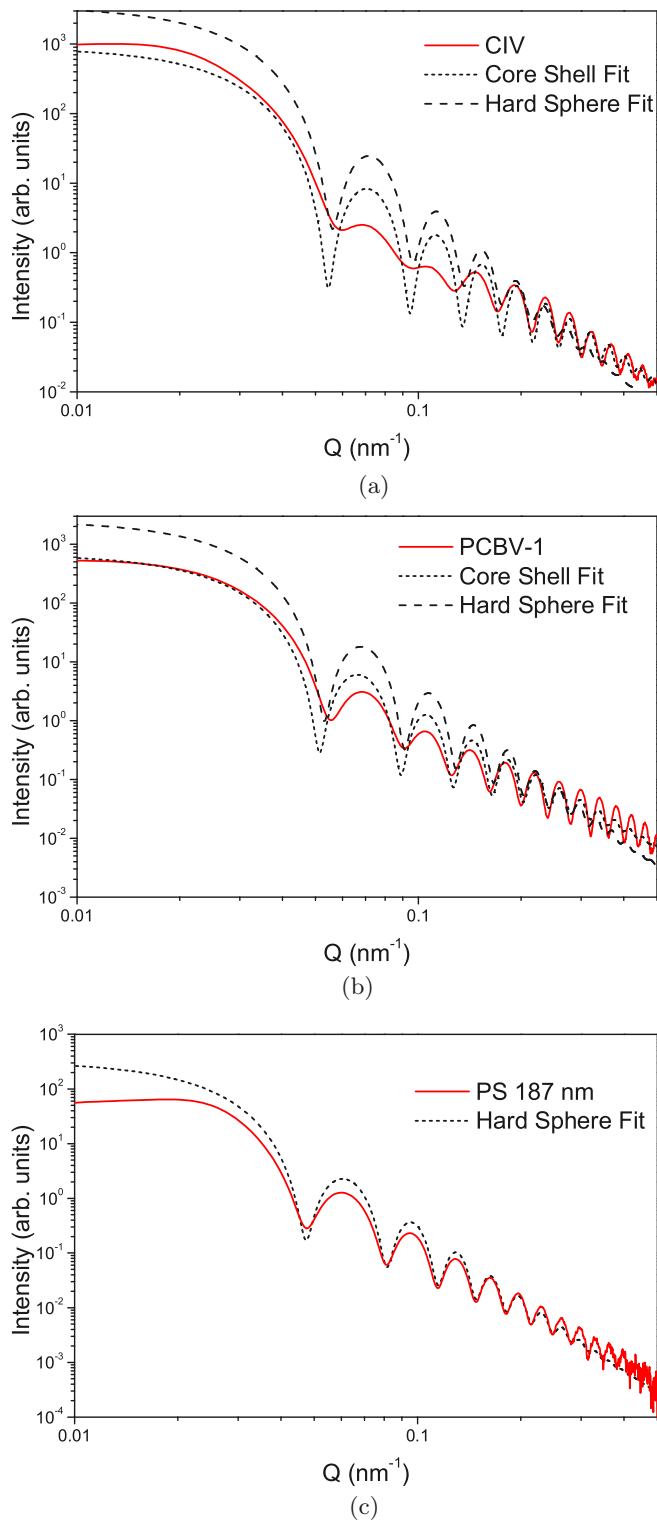 CIV
Core Shell Fit
Hard Sphere Fit
Intensity (arb. units)
10³
10²
10¹
10⁰
10⁻¹
10⁻²
0.01
0.1
Q (nm⁻¹)
(a)
PCBV-1
Core Shell Fit
Hard Sphere Fit
Intensity (arb. units)
10³
10²
10¹
10⁰
10⁻¹
10⁻²
10⁻³
0.01
0.1
Q (nm⁻¹)
(b)
PS 187 nm
Hard Sphere Fit
Intensity (arb. units)
10³
10²
10¹
10⁰
10⁻¹
10⁻²
10⁻³
10⁻⁴
0.01
0.1
Q (nm⁻¹)
(c)